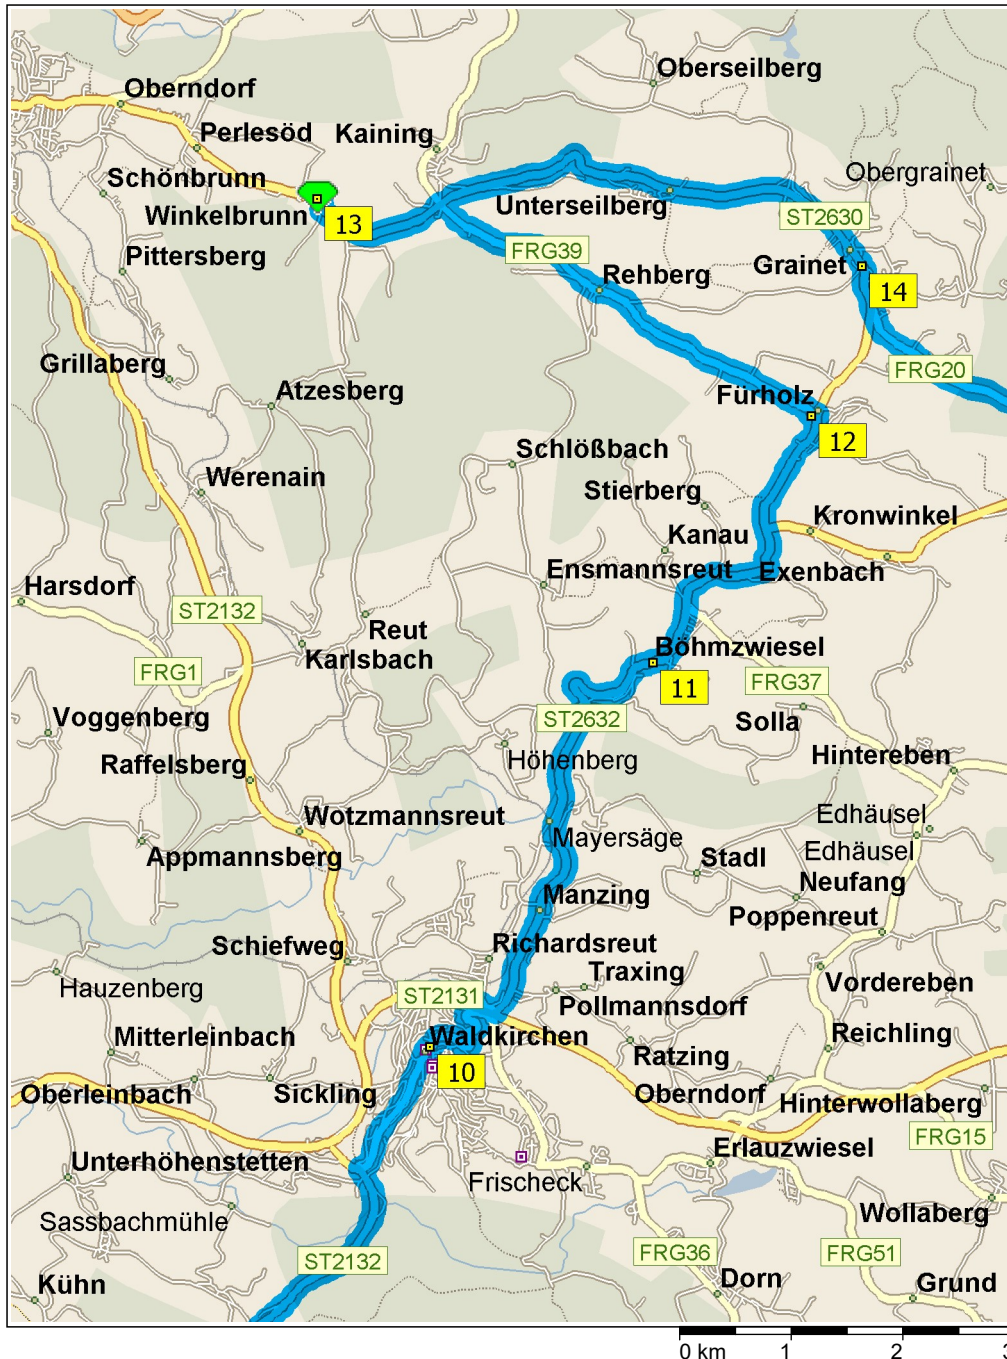 Oberseilberg
Oberndorf
Perlesöd
Kaining
Obergrainet
Schönbrunn
Unterseilberg
Winkelbrunn
ST2630
13
Pittersberg
FRG39
Grainet
Rehberg
14
Grillaberg
FRG20
Atzesberg
Fürholz
12
Schlößbach
Werenain
Stierberg
Kronwinkel
Kanau
Ensmannsreut
Exenbach
Harsdorf
ST2132
Reut
Karlsbach
Böhmzwiesel
FRG1
11
FRG37
Voggenberg
ST2632
Solla
Höhenberg
Hintereben
Raffelsberg
Wotzmannsreut
Edhäusel
Mayersäge
Edhäusel
Appmannsberg
Stadl
Neufang
Manzing
Poppenreut
Schiefweg
Richardsreut
Traxing
Vordereben
Hauzenberg
ST2131
Pollmannsdorf
Mitterleinbach
Waldkirchen
Reichling
Ratzing
10
Oberleinbach
Sickling
Oberndorf
Hinterwollaberg
FRG15
Unterhöhenstetten
Erlauzwiesel
Frischeck
Sassbachmühle
Wollaberg
ST2132
FRG36
FRG51
Kühn
Dorn
Grund
0 km 1 2 3